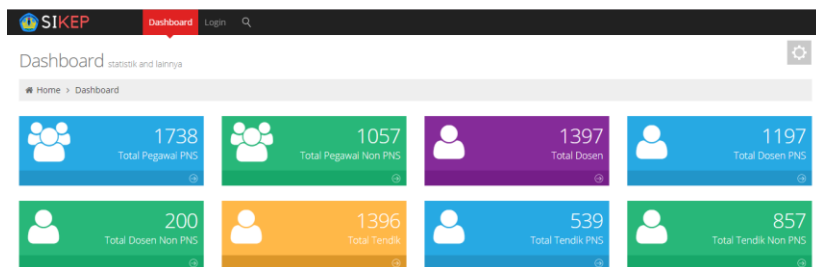 SIKEP Dashboard Login
Dashboard statistik and lainnya
Home > Dashboard
1738
Total Pegawai PNS
1057
Total Pegawai Non PNS
1397
Total Dosen
1197
Total Dosen PNS
200
Total Dosen Non PNS
1396
Total Tendik
539
Total Tendik PNS
857
Total Tendik Non PNS